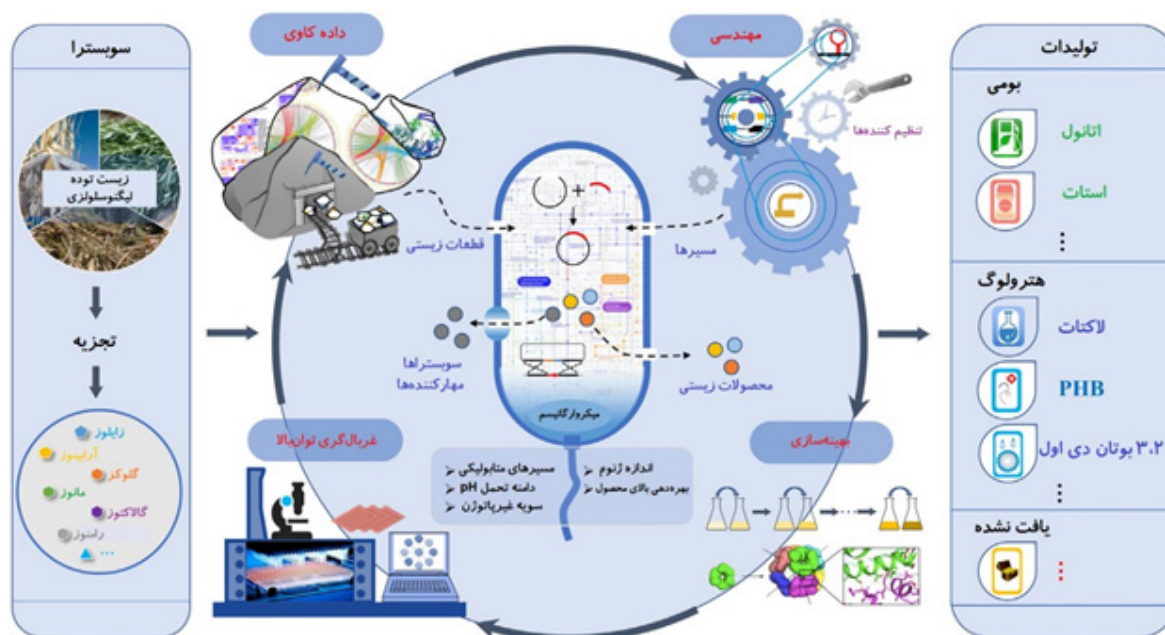 سوبسترا
زیست توده
لیگنوسلولزی
تجزیه
زایلوز
آرابینوز
گلوکز
مانوز
گالاکتوز
رامنوز
...
داده کاوی
مهندسی
تنظیم کننده‌ها
قطعات زیستی
مسیرها
سوبستراها
مهارکننده‌ها
محصولات زیستی
میکروارگانیسم
غربال‌گری توان‌بالا
بهینه‌سازی
مسیرهای متابولیکی
دامنه تحمل pH
سویه غیرپاتوژن
اندازه ژنوم
بهره‌دهی بالای محصول
تولیدات
بومی
اتانول
استات
هترولوگ
لاکتات
PHB
۳،۲ بوتان دی اول
یافت نشده